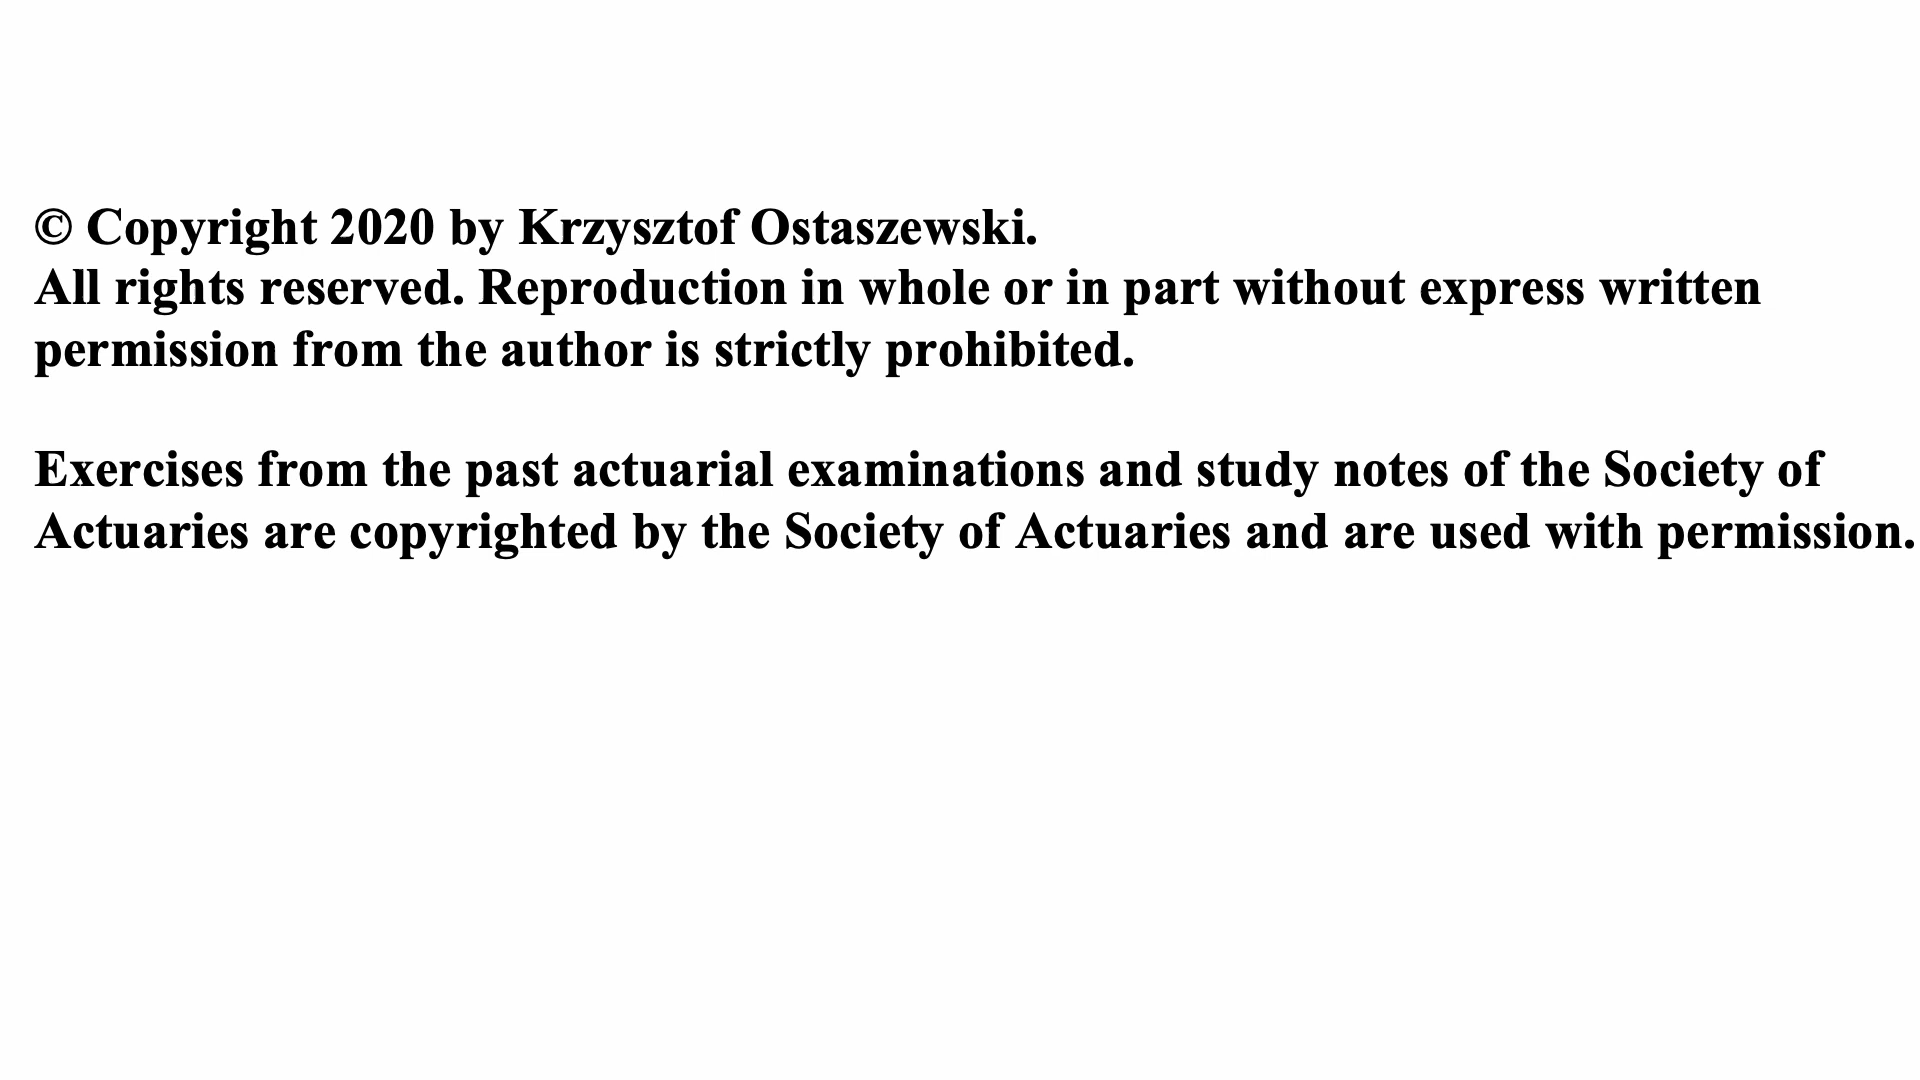 © Copyright 2020 by Krzysztof Ostaszewski.
All rights reserved. Reproduction in whole or in part without express written
permission from the author is strictly prohibited.
Exercises from the past actuarial examinations and study notes of the Society of
Actuaries are copyrighted by the Society of Actuaries and are used with permission.